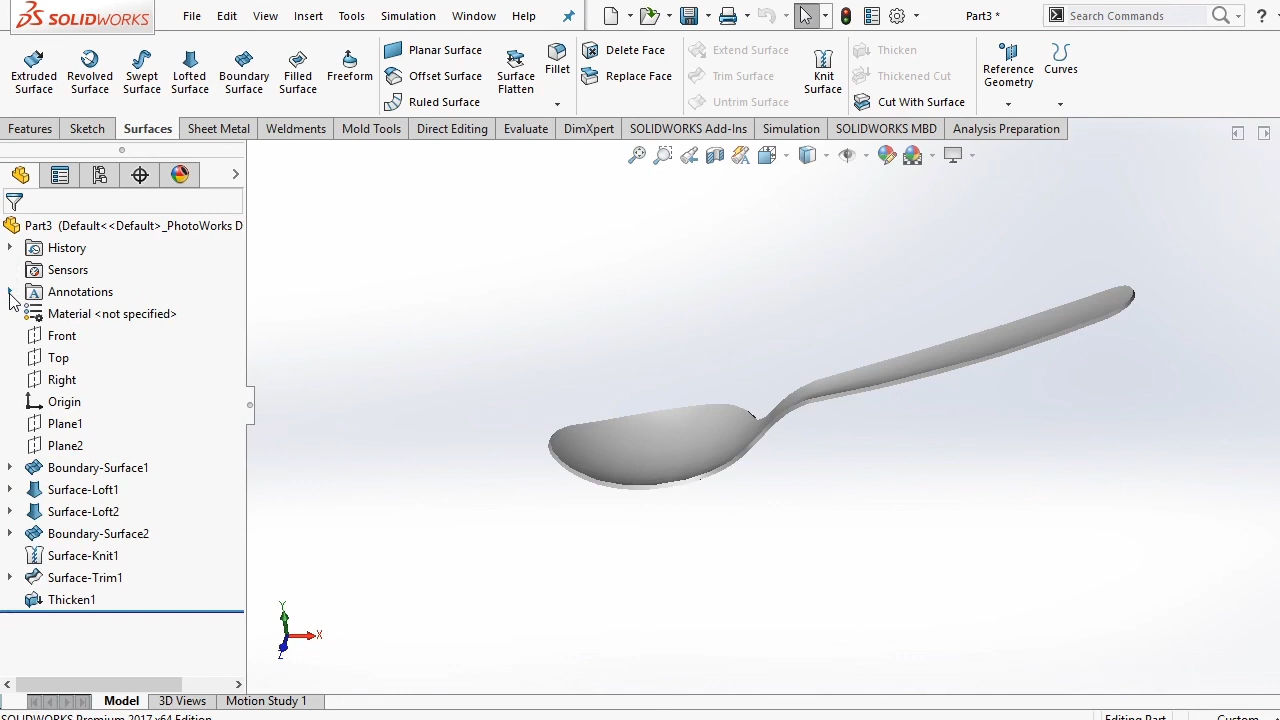 SOLIDWORKS File Edit View Insert Tools Simulation Window Help Part3 * Search Commands ?
Extruded Surface Revolved Surface Swept Surface Lofted Surface Boundary Surface Filled Surface Freeform Planar Surface Offset Surface Ruled Surface Surface Flatten Fillet Delete Face Replace Face Extend Surface Trim Surface Untrim Surface Knit Surface Thicken Thickened Cut Cut With Surface Reference Geometry Curves
Features Sketch Surfaces Sheet Metal Weldments Mold Tools Direct Editing Evaluate DimXpert SOLIDWORKS Add-Ins Simulation SOLIDWORKS MBD Analysis Preparation
Part3 (Default<<Default>_PhotoWorks D
History
Sensors
A Annotations
Material <not specified>
Front
Top
Right
Origin
Plane1
Plane2
Boundary-Surface1
Surface-Loft1
Surface-Loft2
Boundary-Surface2
Surface-Knit1
Surface-Trim1
Thicken1
Y
X
Z
Model 3D Views Motion Study 1
SOLIDWORKS Premium 2017 x64 Edition Editing Part Custom